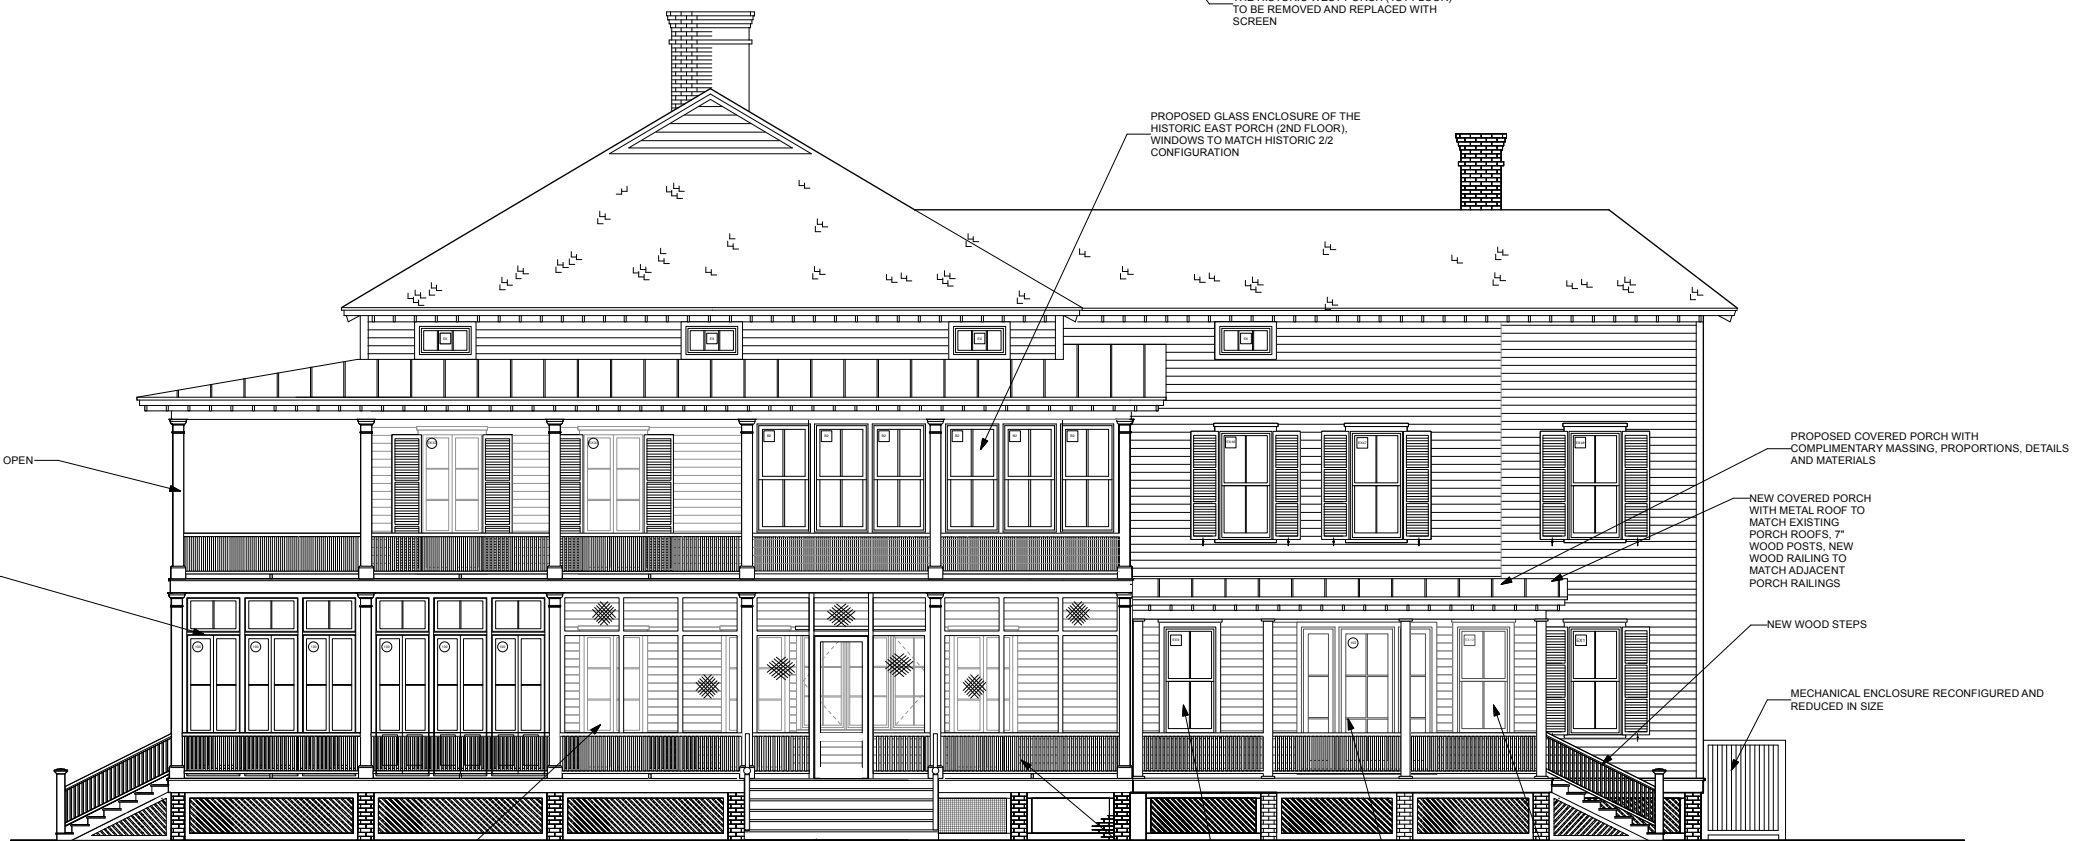 TO BE REMOVED AND REPLACED WITH
SCREEN
PROPOSED GLASS ENCLOSURE OF THE
HISTORIC EAST PORCH (2ND FLOOR),
WINDOWS TO MATCH HISTORIC 2/2
CONFIGURATION
OPEN
PROPOSED COVERED PORCH WITH
COMPLIMENTARY MASSING, PROPORTIONS, DETAILS
AND MATERIALS
NEW COVERED PORCH
WITH METAL ROOF TO
MATCH EXISTING
PORCH ROOFS, 7"
WOOD POSTS, NEW
WOOD RAILING TO
MATCH ADJACENT
PORCH RAILINGS
NEW WOOD STEPS
MECHANICAL ENCLOSURE RECONFIGURED AND
REDUCED IN SIZE